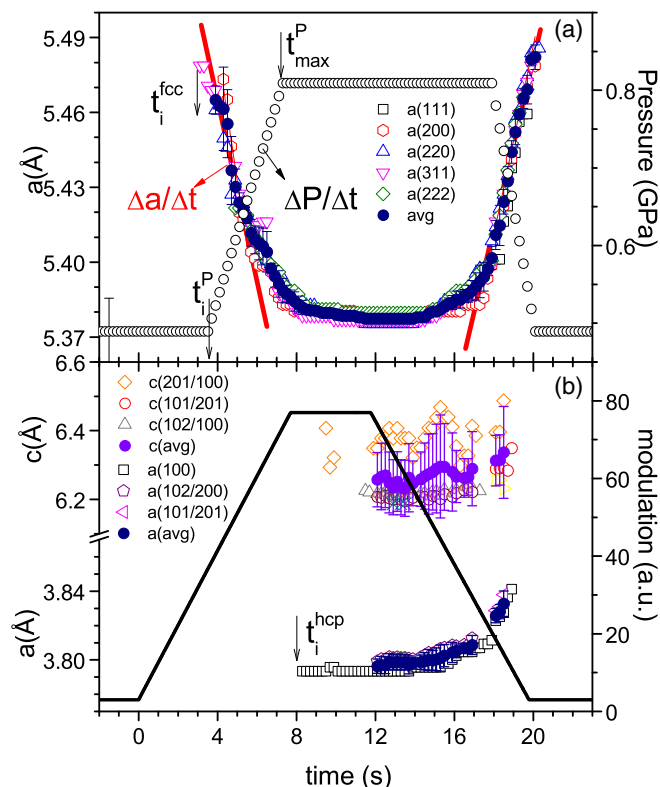 (a)
5.49
5.46
5.43
5.40
5.37
a(Å)
0.8
0.6
Pressure (GPa)
t_i^fcc
t_max^P
t_i^P
Δa/Δt
ΔP/Δt
a(111)
a(200)
a(220)
a(311)
a(222)
avg
(b)
6.6
6.4
6.2
c(Å)
3.84
3.80
a(Å)
80
60
40
20
10
0
modulation (a.u.)
c(201/100)
c(101/201)
c(102/100)
c(avg)
a(100)
a(102/200)
a(101/201)
a(avg)
t_i^hcp
0 4 8 12 16 20
time (s)